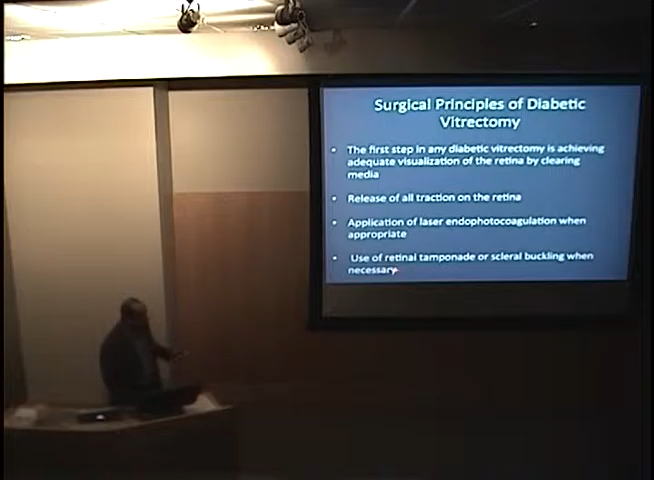 Surgical Principles of Diabetic
Vitrectomy
• The first step in any diabetic vitrectomy is achieving
adequate visualization of the retina by clearing
media
• Release of all traction on the retina
• Application of laser endophotocoagulation when
appropriate
• Use of retinal tamponade or scleral buckling when
necessary